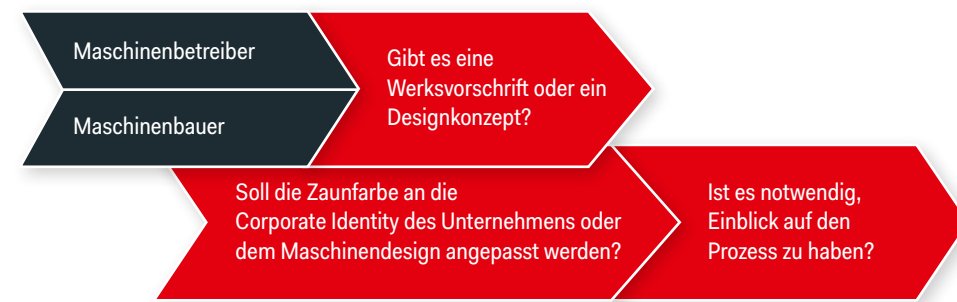 Maschinenbetreiber
Maschinenbauer
Gibt es eine
Werksvorschrift oder ein
Designkonzept?
Soll die Zaunfarbe an die
Corporate Identity des Unternehmens oder
dem Maschinendesign angepasst werden?
Ist es notwendig,
Einblick auf den
Prozess zu haben?